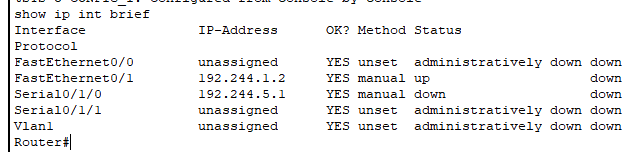 show ip int brief
Interface IP-Address OK? Method Status
Protocol
FastEthernet0/0 unassigned YES unset administratively down down
FastEthernet0/1 192.244.1.2 YES manual up down
Serial0/1/0 192.244.5.1 YES manual down down
Serial0/1/1 unassigned YES unset administratively down down
Vlan1 unassigned YES unset administratively down down
Router#